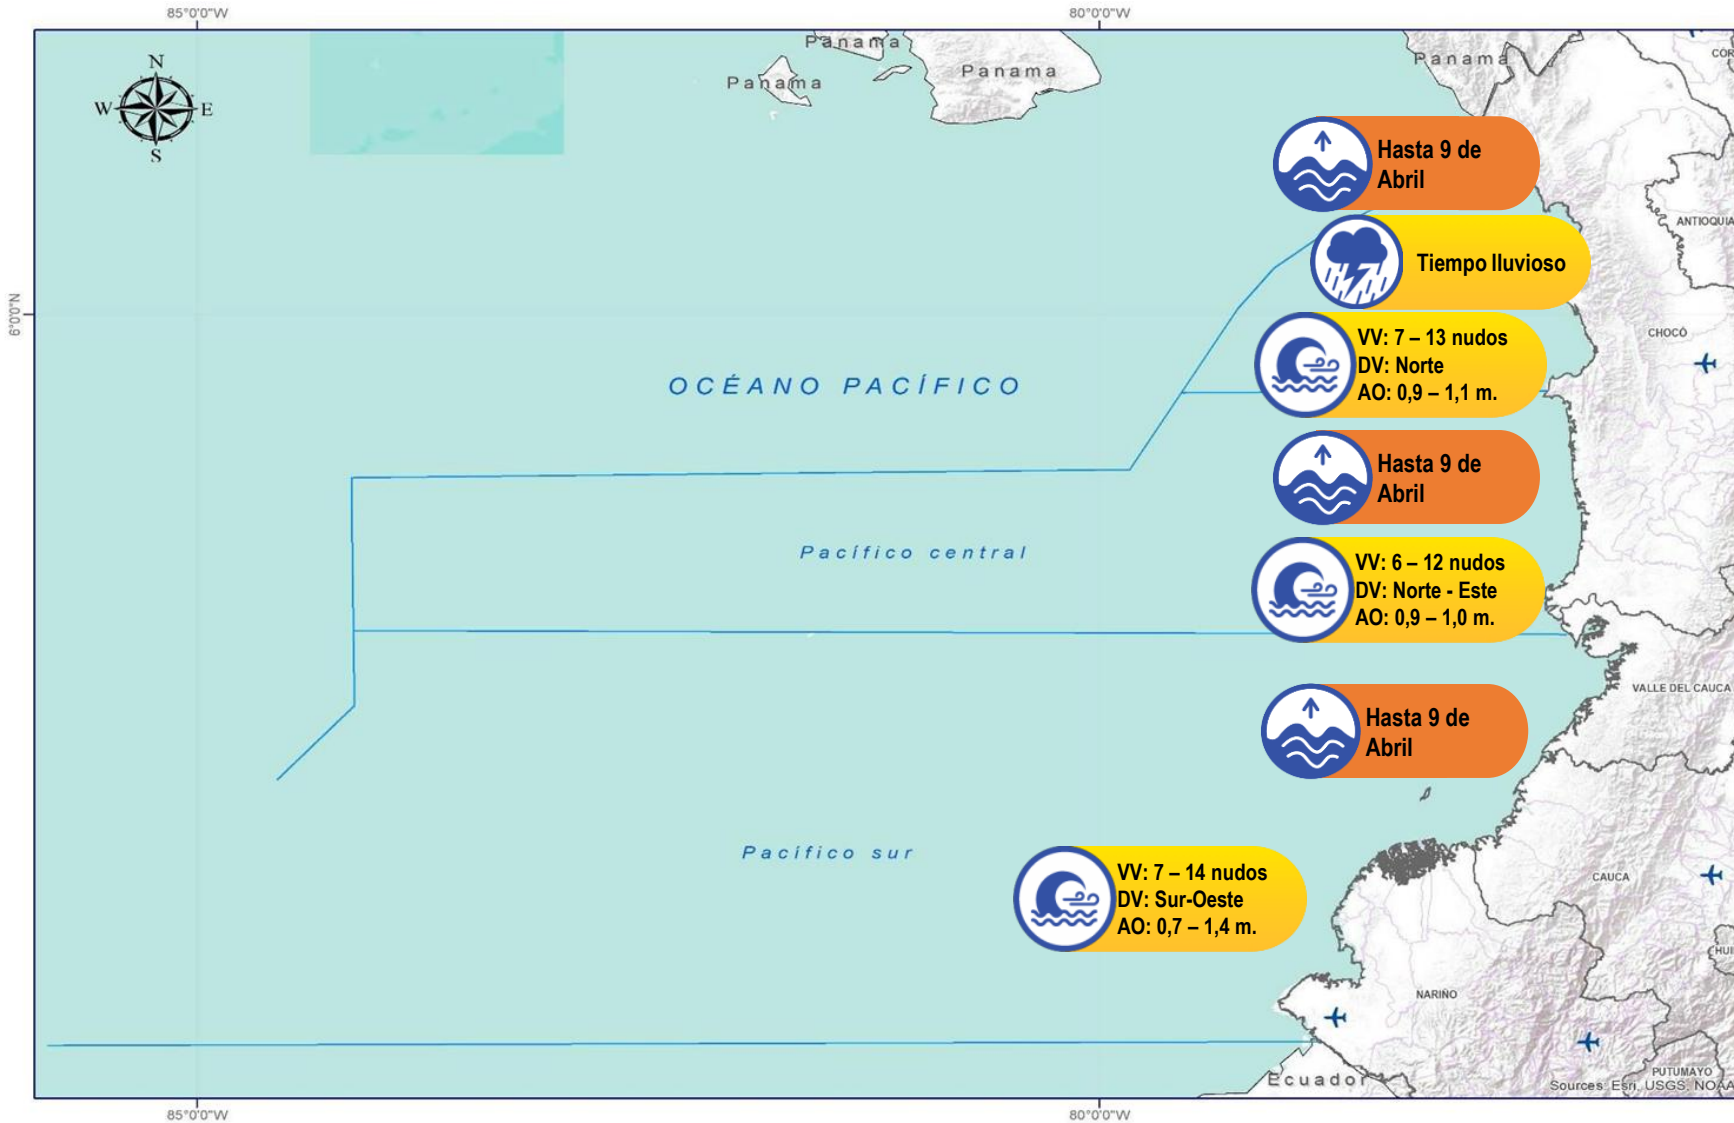 85°0'0"W
80°0'0"W
N
W
E
S
Panama
Panama
Panama
Panama
Hasta 9 de
Abril
ANTIOQUIA
Tiempo lluvioso
6°0'0"N
CHOCÓ
VV: 7 – 13 nudos
DV: Norte
AO: 0,9 – 1,1 m.
OCÉANO PACÍFICO
Hasta 9 de
Abril
Pacífico central
VV: 6 – 12 nudos
DV: Norte - Este
AO: 0,9 – 1,0 m.
VALLE DEL CAUCA
Hasta 9 de
Abril
Pacífico sur
VV: 7 – 14 nudos
DV: Sur-Oeste
AO: 0,7 – 1,4 m.
CAUCA
HUI
NARIÑO
PUTUMAYO
Ecuador
Sources: Esri, USGS, NOAA
85°0'0"W
80°0'0"W